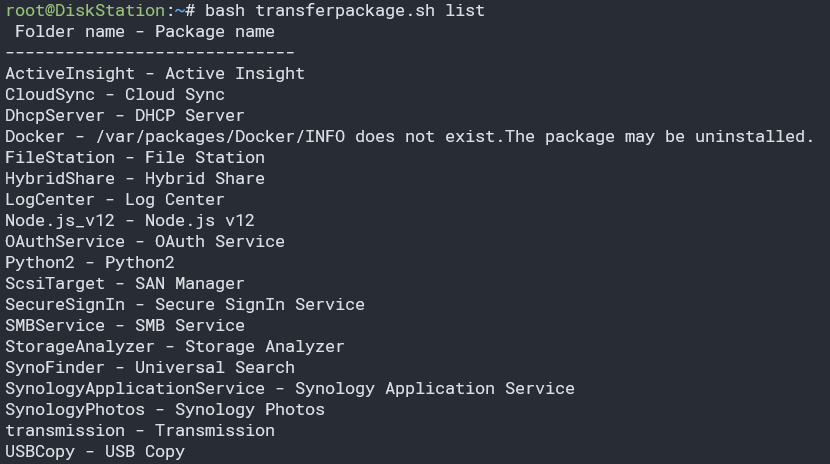 root@DiskStation:~# bash transferpackage.sh list
Folder name - Package name
-----------------------------
ActiveInsight - Active Insight
CloudSync - Cloud Sync
DhcpServer - DHCP Server
Docker - /var/packages/Docker/INFO does not exist.The package may be uninstalled.
FileStation - File Station
HybridShare - Hybrid Share
LogCenter - Log Center
Node.js_v12 - Node.js v12
OAuthService - OAuth Service
Python2 - Python2
ScsiTarget - SAN Manager
SecureSignIn - Secure SignIn Service
SMBService - SMB Service
StorageAnalyzer - Storage Analyzer
SynoFinder - Universal Search
SynologyApplicationService - Synology Application Service
SynologyPhotos - Synology Photos
transmission - Transmission
USBCopy - USB Copy